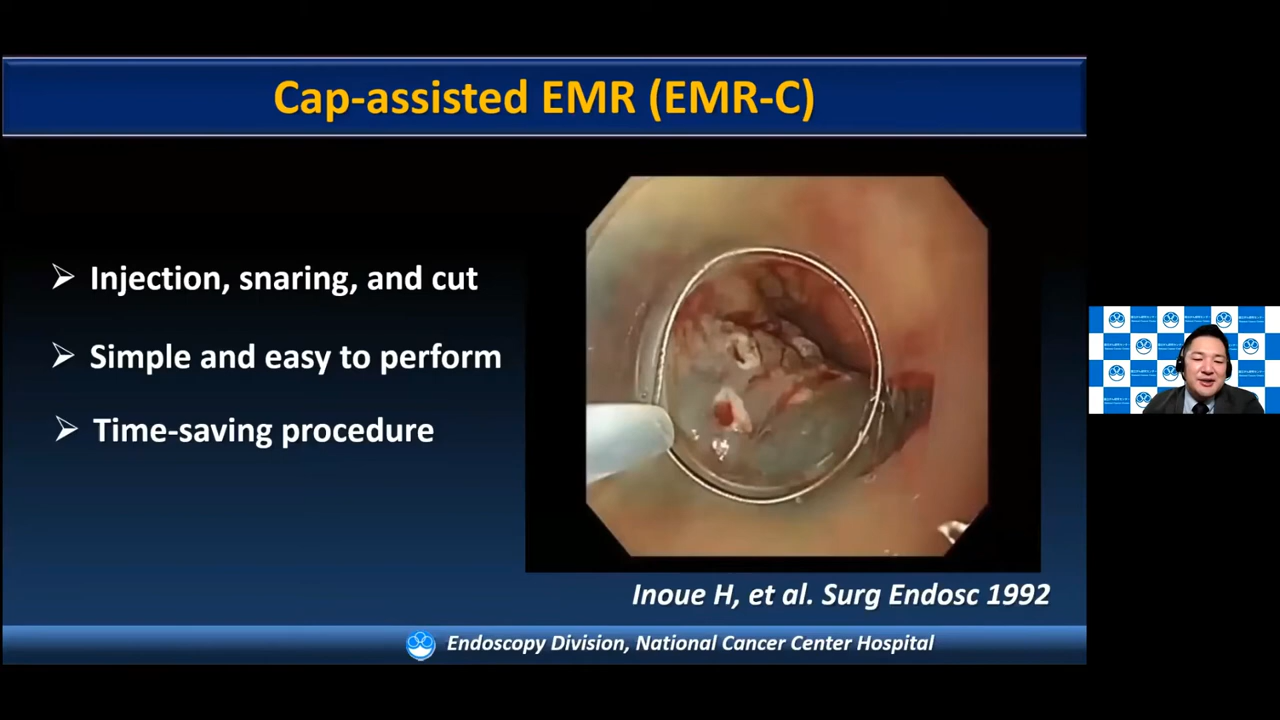 Cap-assisted EMR (EMR-C)
Injection, snaring, and cut
Simple and easy to perform
Time-saving procedure
Inoue H, et al. Surg Endosc 1992
Endoscopy Division, National Cancer Center Hospital